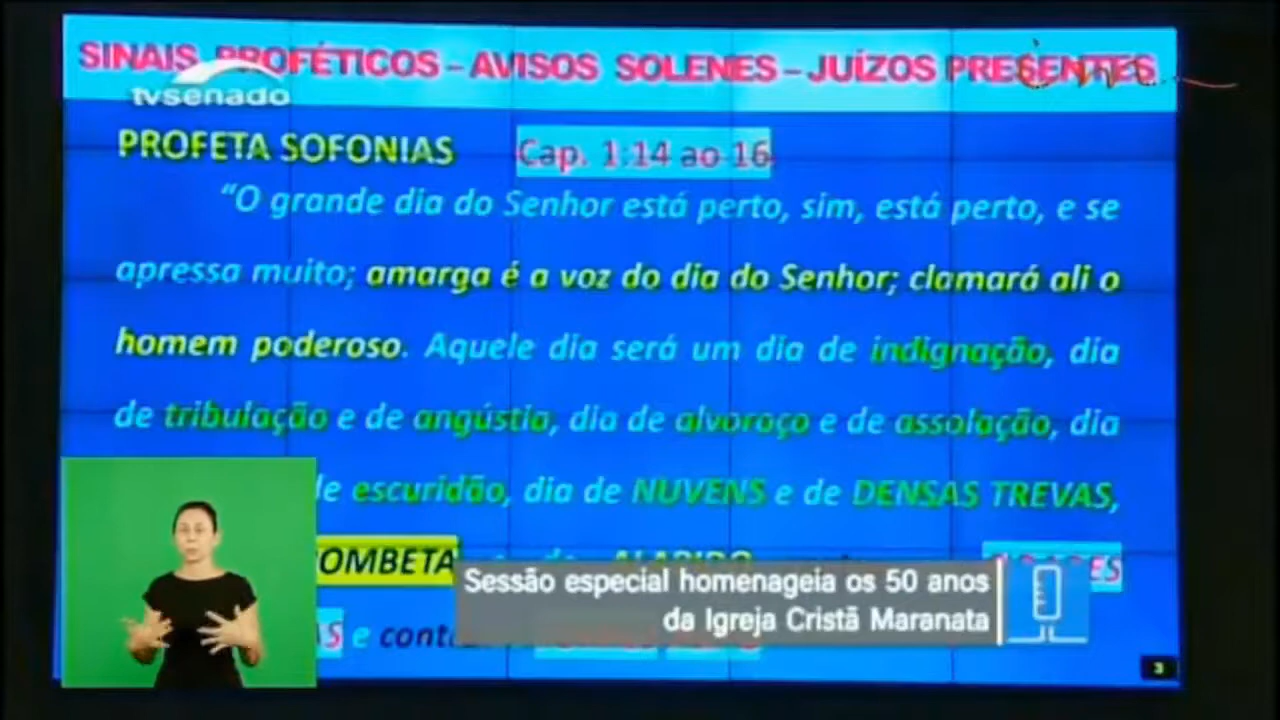 SINAIS PROFÉTICOS – AVISOS SOLENES – JUÍZOS PRESENTES
tvsenado
PROFETA SOFONIAS Cap. 1:14 ao 16
“O grande dia do Senhor está perto, sim, está perto, e se
apressa muito; amarga é a voz do dia do Senhor; clamará ali o
homem poderoso. Aquele dia será um dia de indignação, dia
de tribulação e de angústia, dia de alvoroço e de assolação, dia
de escuridão, dia de NUVENS e de DENSAS TREVAS,
OMBETA
e
Sessão especial homenageia os 50 anos
da Igreja Cristã Maranata
3